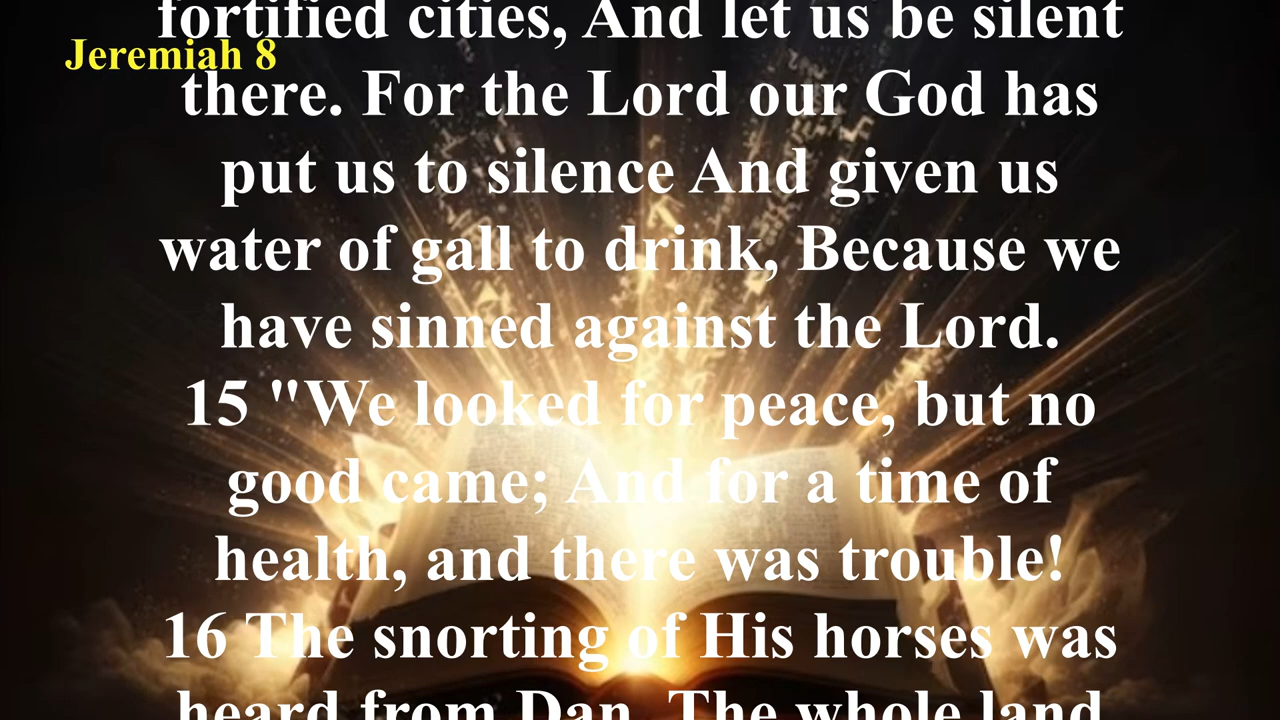 fortified cities, And let us be silent
Jeremiah 8
there. For the Lord our God has
put us to silence And given us
water of gall to drink, Because we
have sinned against the Lord.
15 "We looked for peace, but no
good came; And for a time of
health, and there was trouble!
16 The snorting of His horses was
heard from Dan. The whole land